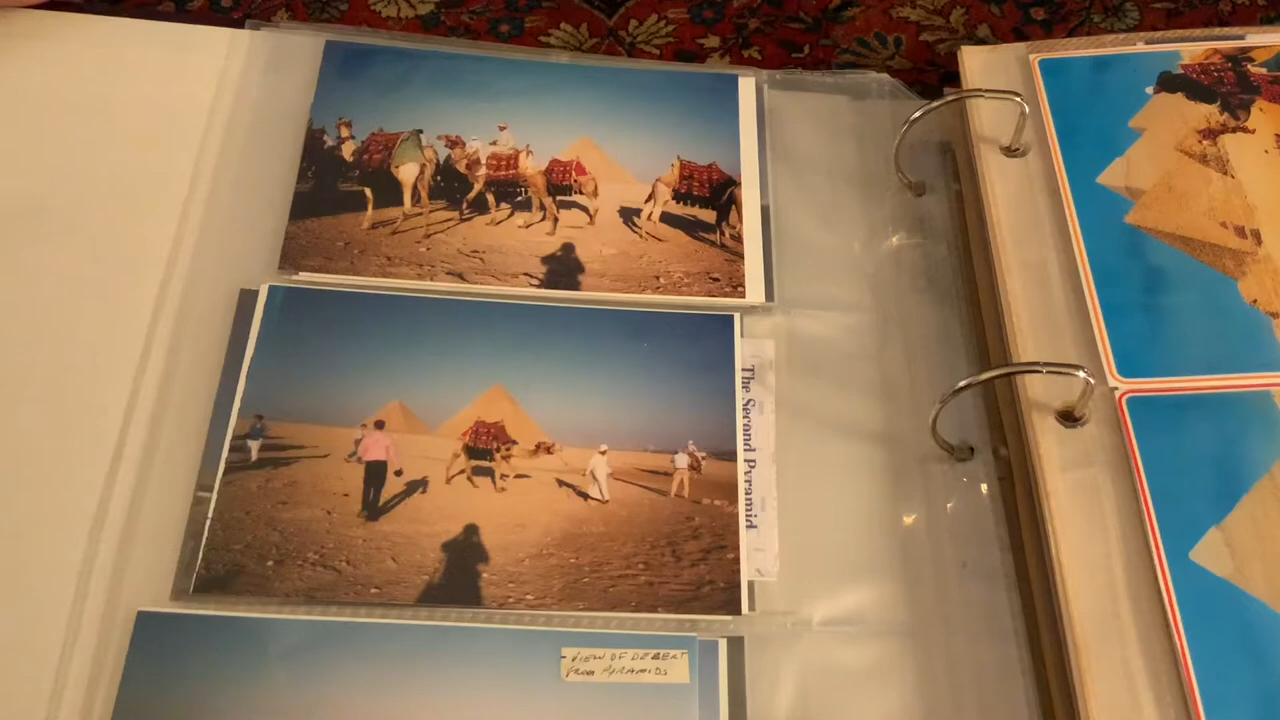 The Second Pyramid
- VIEW OF DESERT
FROM PYRAMIDS